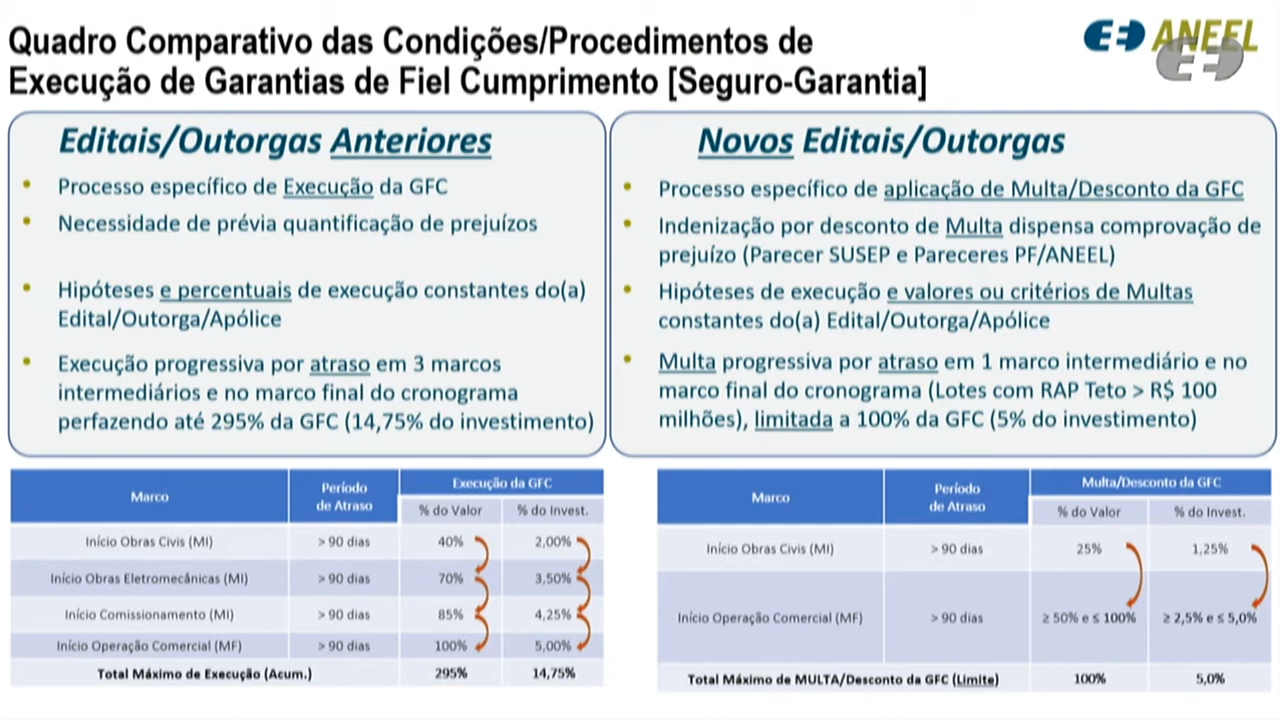 Quadro Comparativo das Condições/Procedimentos de
Execução de Garantias de Fiel Cumprimento [Seguro-Garantia]
ANEEL
Editais/Outorgas Anteriores
• Processo específico de Execução da GFC
• Necessidade de prévia quantificação de prejuízos
• Hipóteses e percentuais de execução constantes do(a)
Edital/Outorga/Apólice
• Execução progressiva por atraso em 3 marcos
intermediários e no marco final do cronograma
perfazendo até 295% da GFC (14,75% do investimento)
Novos Editais/Outorgas
• Processo específico de aplicação de Multa/Desconto da GFC
• Indenização por desconto de Multa dispensa comprovação de
prejuízo (Parecer SUSEP e Pareceres PF/ANEEL)
• Hipóteses de execução e valores ou critérios de Multas
constantes do(a) Edital/Outorga/Apólice
• Multa progressiva por atraso em 1 marco intermediário e no
marco final do cronograma (Lotes com RAP Teto > R$ 100
milhões), limitada a 100% da GFC (5% do investimento)
Marco Período de Atraso Execução da GFC
% do Valor % do Invest.
Início Obras Civis (MI) > 90 dias 40% 2,00%
Início Obras Eletromecânicas (MI) > 90 dias 70% 3,50%
Início Comissionamento (MI) > 90 dias 85% 4,25%
Início Operação Comercial (MF) > 90 dias 100% 5,00%
Total Máximo de Execução (Acum.) 295% 14,75%
Marco Período de Atraso Multa/Desconto da GFC
% do Valor % do Invest.
Início Obras Civis (MI) > 90 dias 25% 1,25%
Início Operação Comercial (MF) > 90 dias ≥ 50% e ≤ 100% ≥ 2,5% e ≤ 5,0%
Total Máximo de MULTA/Desconto da GFC (Limite) 100% 5,0%